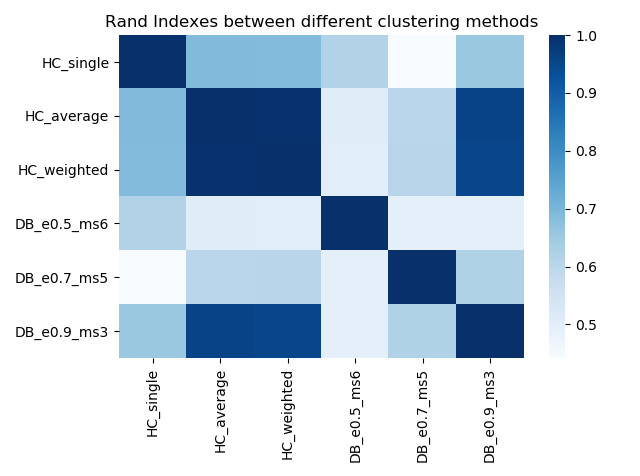 Rand Indexes between different clustering methods
HC_single
HC_average
HC_weighted
DB_e0.5_ms6
DB_e0.7_ms5
DB_e0.9_ms3
HC_single
HC_average
HC_weighted
DB_e0.5_ms6
DB_e0.7_ms5
DB_e0.9_ms3
1.0
0.9
0.8
0.7
0.6
0.5